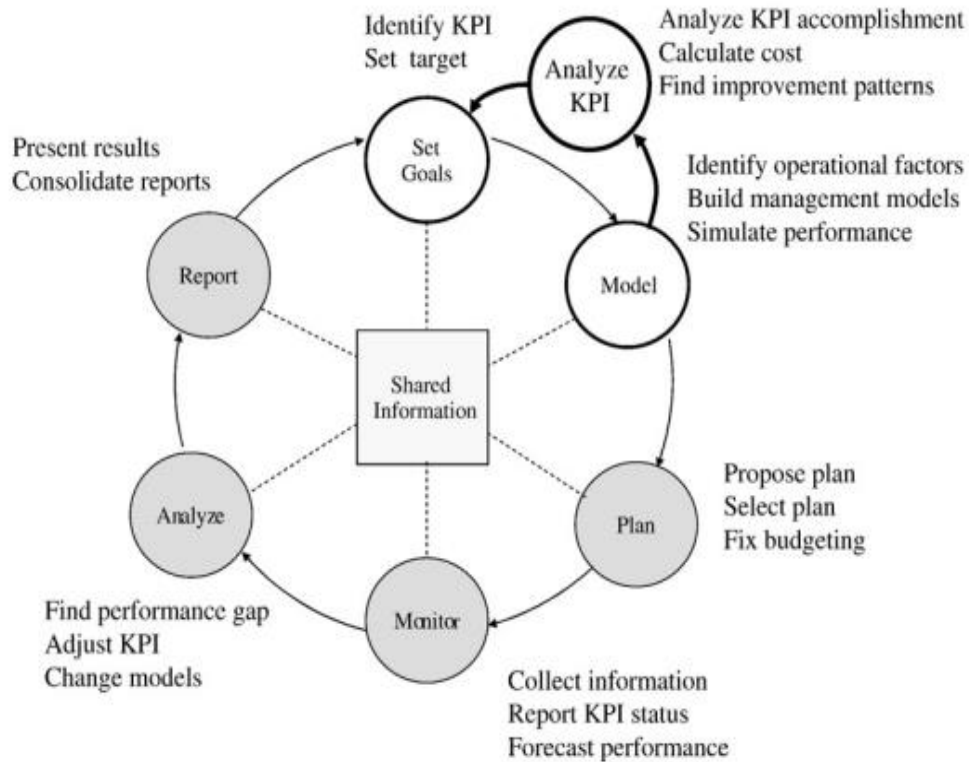 Identify KPI
Set target
Analyze
KPI
Analyze KPI accomplishment
Calculate cost
Find improvement patterns
Set
Goals
Present results
Consolidate reports
Identify operational factors
Build management models
Simulate performance
Report
Model
Shared
Information
Analyze
Plan
Propose plan
Select plan
Fix budgeting
Monitor
Find performance gap
Adjust KPI
Change models
Collect information
Report KPI status
Forecast performance